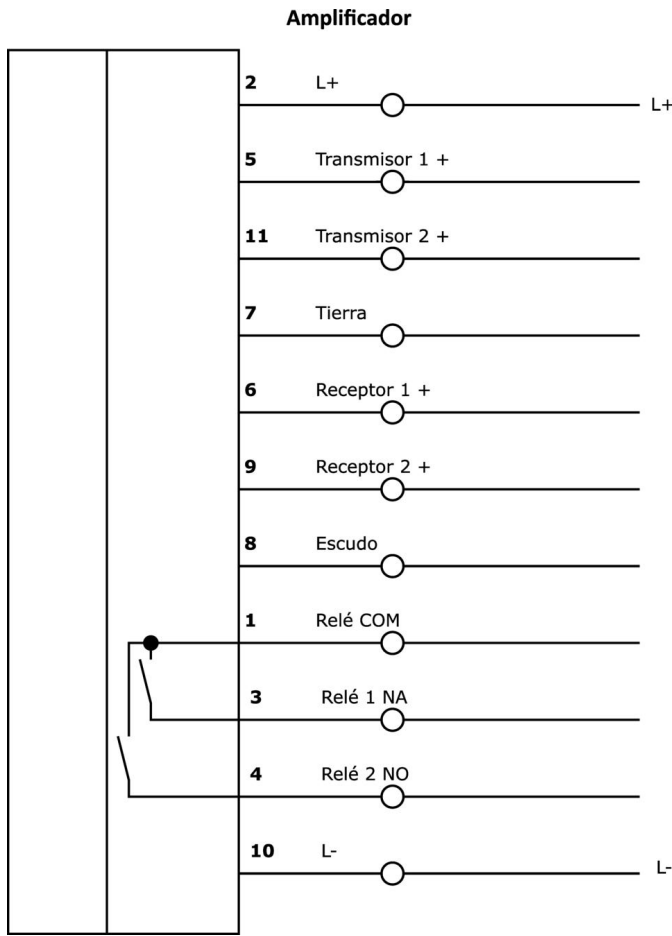 Amplificador
2 L+
L+
5 Transmisor 1 +
11 Transmisor 2 +
7 Tierra
6 Receptor 1 +
9 Receptor 2 +
8 Escudo
1 Relé COM
3 Relé 1 NA
4 Relé 2 NO
10 L-
L-